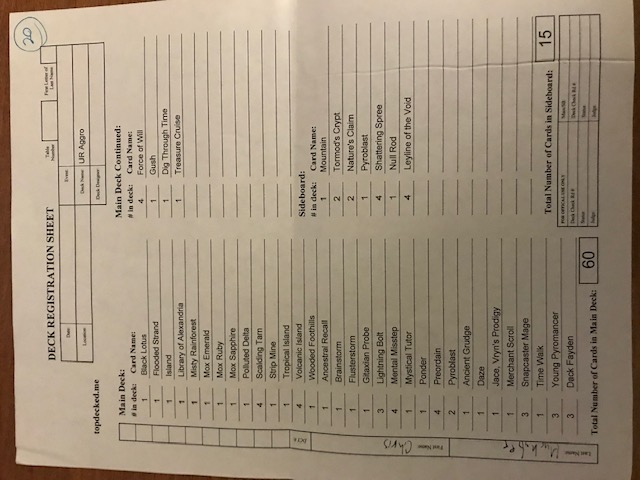 20
DECK REGISTRATION SHEET
Table Number
First Letter of Last Name
Date:
Event:
Location:
Deck Name: UR Aggro
Deck Designer:
topdecked.me
Main Deck:
# in deck: Card Name:
1 Black Lotus
1 Flooded Strand
1 Island
1 Library of Alexandria
1 Misty Rainforest
1 Mox Emerald
1 Mox Ruby
1 Mox Sapphire
1 Polluted Delta
4 Scalding Tarn
1 Strip Mine
1 Tropical Island
4 Volcanic Island
1 Wooded Foothills
1 Ancestral Recall
1 Brainstorm
1 Flusterstorm
1 Gitaxian Probe
3 Lightning Bolt
4 Mental Misstep
1 Mystical Tutor
1 Ponder
4 Preordain
2 Pyroblast
1 Ancient Grudge
1 Daze
1 Jace, Vryn's Prodigy
1 Merchant Scroll
3 Snapcaster Mage
1 Time Walk
3 Young Pyromancer
3 Dack Fayden
Total Number of Cards in Main Deck: 60
Main Deck Continued:
# in deck: Card Name:
4 Force of Will
1 Gush
1 Dig Through Time
1 Treasure Cruise
Sideboard:
# in deck: Card Name:
1 Mountain
2 Tormod's Crypt
2 Nature's Claim
1 Pyroblast
4 Shattering Spree
1 Null Rod
4 Leyline of the Void
Total Number of Cards in Sideboard: 15
FOR OFFICIAL USE ONLY
Deck Check Rd #
Status
Judge:
Main/SB
Deck Check Rd #
Status
Judge:
DCI #
First Name: Chris
Last Name: